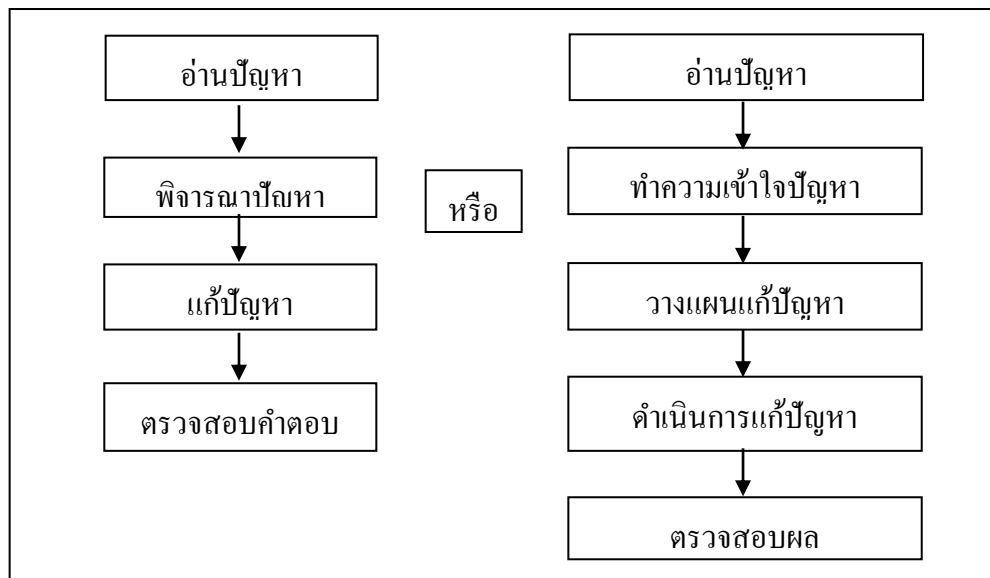 อ่านปัญหา
พิจารณาปัญหา
แก้ปัญหา
ตรวจสอบคำตอบ
หรือ
อ่านปัญหา
ทำความเข้าใจปัญหา
วางแผนแก้ปัญหา
ดำเนินการแก้ปัญหา
ตรวจสอบผล